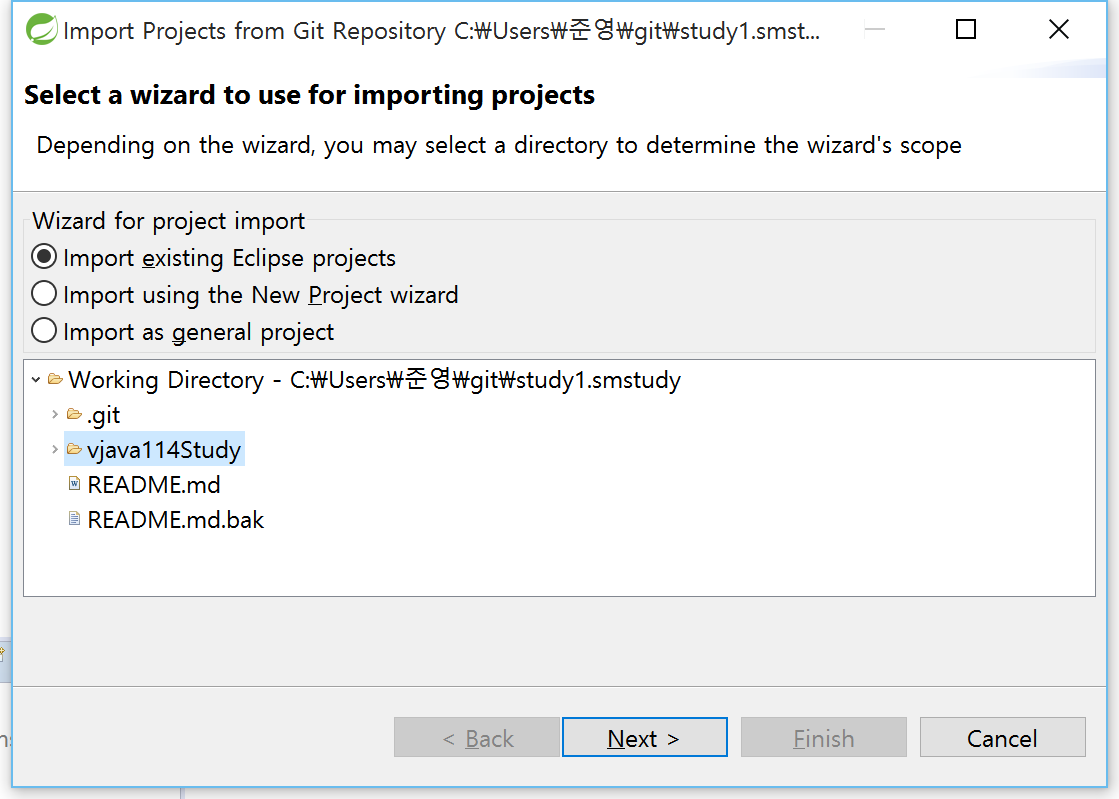 Import Projects from Git Repository C:₩Users₩준영₩git₩study1.smst...
Select a wizard to use for importing projects
Depending on the wizard, you may select a directory to determine the wizard's scope
Wizard for project import
Import existing Eclipse projects
Import using the New Project wizard
Import as general project
Working Directory - C:₩Users₩준영₩git₩study1.smstudy
.git
vjava114Study
README.md
README.md.bak
< Back
Next >
Finish
Cancel